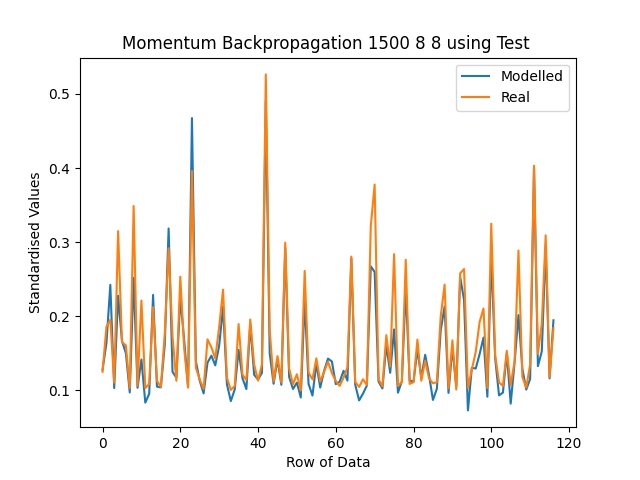 Momentum Backpropagation 1500 8 8 using Test
Modelled
Real
Standardised Values
0.5
0.4
0.3
0.2
0.1
0 20 40 60 80 100 120
Row of Data